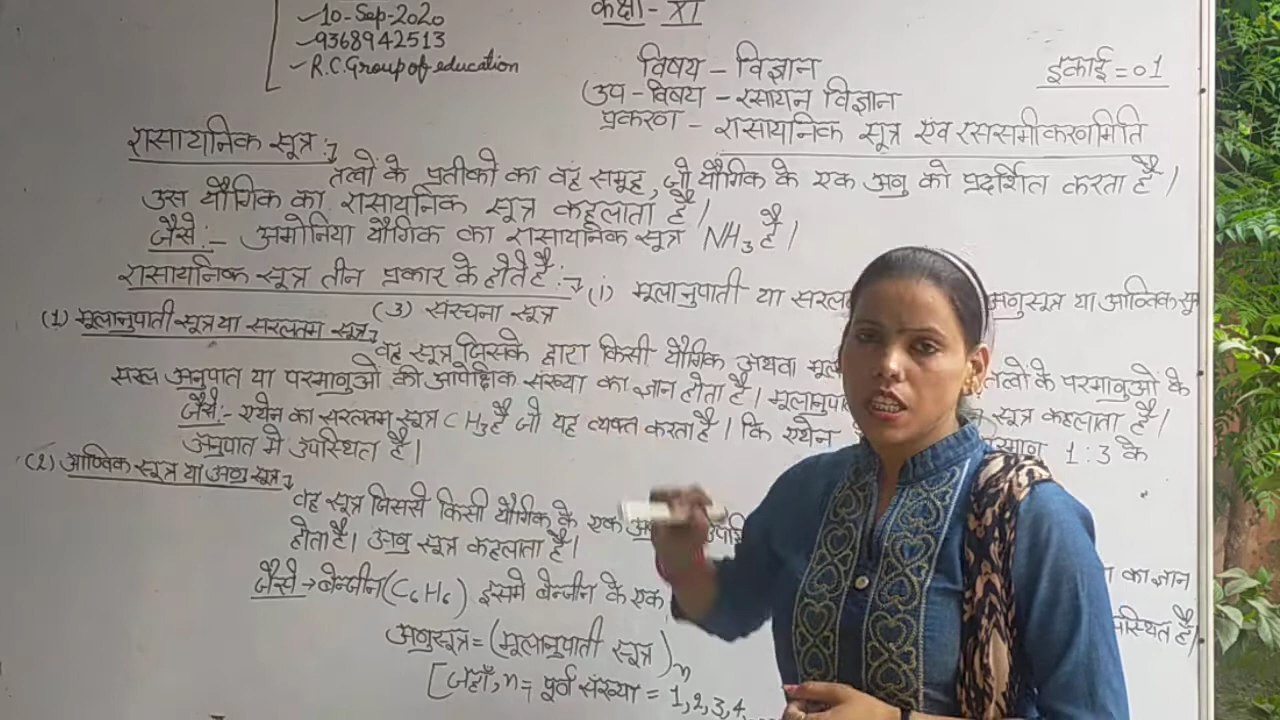 10-Sep-2020
कक्षा - XI
9368942513
R.C.Group of education
विषय - विज्ञान
इकाई = 01
उप-विषय - रसायन विज्ञान
प्रकरण - रासायनिक सूत्र एवं रससमीकरणमिति
रासायनिक सूत्र :-
तत्वों के प्रतीकों का वह समूह, जो यौगिक के एक अणु को प्रदर्शित करता है।
उस यौगिक का रासायनिक सूत्र कहलाता है।
जैसे:- अमोनिया यौगिक का रासायनिक सूत्र NH₃ है।
रासायनिक सूत्र तीन प्रकार के होते है :- (i) मूलानुपाती या अणुसूत्र या आण्विक
(3) संरचना सूत्र
(1) मूलानुपाती सूत्र या सरलतम सूत्र
वह सूत्र जिसके द्वारा किसी यौगिक अथवा तत्वों के परमाणुओं के
सरल अनुपात या परमाणुओं की आपेक्षिक संख्या का ज्ञान होता है। सूत्र कहलाता है।
जैसे:- एथेन का सरलतम सूत्र CH₃ है जो यह व्यक्त करता है। कि एथेन 1:3 के
अनुपात मे उपस्थित है।
(2) आण्विक सूत्र या अणु सूत्र
वह सूत्र जिससे किसी यौगिक के एक का ज्ञान
होता है। अणु सूत्र कहलाता है।
जैसे → बेन्जीन (C₆H₆) इसमे बेन्जीन के एक है।
अणुसूत्र = (मूलानुपाती सूत्र)n
[जहाँ, n = पूर्ण संख्या = 1, 2, 3, 4, ....